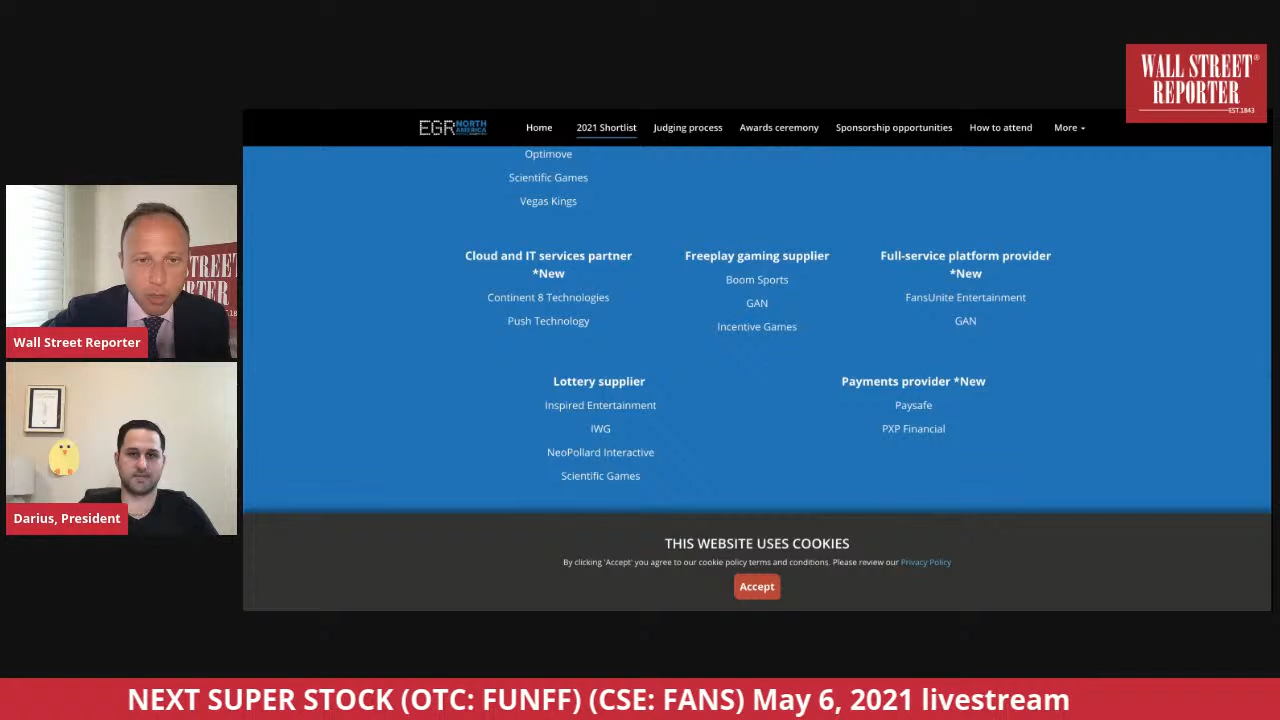 WALL STREET®
REPORTER
EST.1843
EGR NORTH AMERICA
Home
2021 Shortlist
Judging process
Awards ceremony
Sponsorship opportunities
How to attend
More
Optimove
Scientific Games
Vegas Kings
Cloud and IT services partner
*New
Continent 8 Technologies
Push Technology
Freeplay gaming supplier
Boom Sports
GAN
Incentive Games
Full-service platform provider
*New
FansUnite Entertainment
GAN
Lottery supplier
Inspired Entertainment
IWG
NeoPollard Interactive
Scientific Games
Payments provider *New
Paysafe
PXP Financial
THIS WEBSITE USES COOKIES
By clicking 'Accept' you agree to our cookie policy terms and conditions. Please review our Privacy Policy
Accept
Wall Street Reporter
Darius, President
NEXT SUPER STOCK (OTC: FUNFF) (CSE: FANS) May 6, 2021 livestream